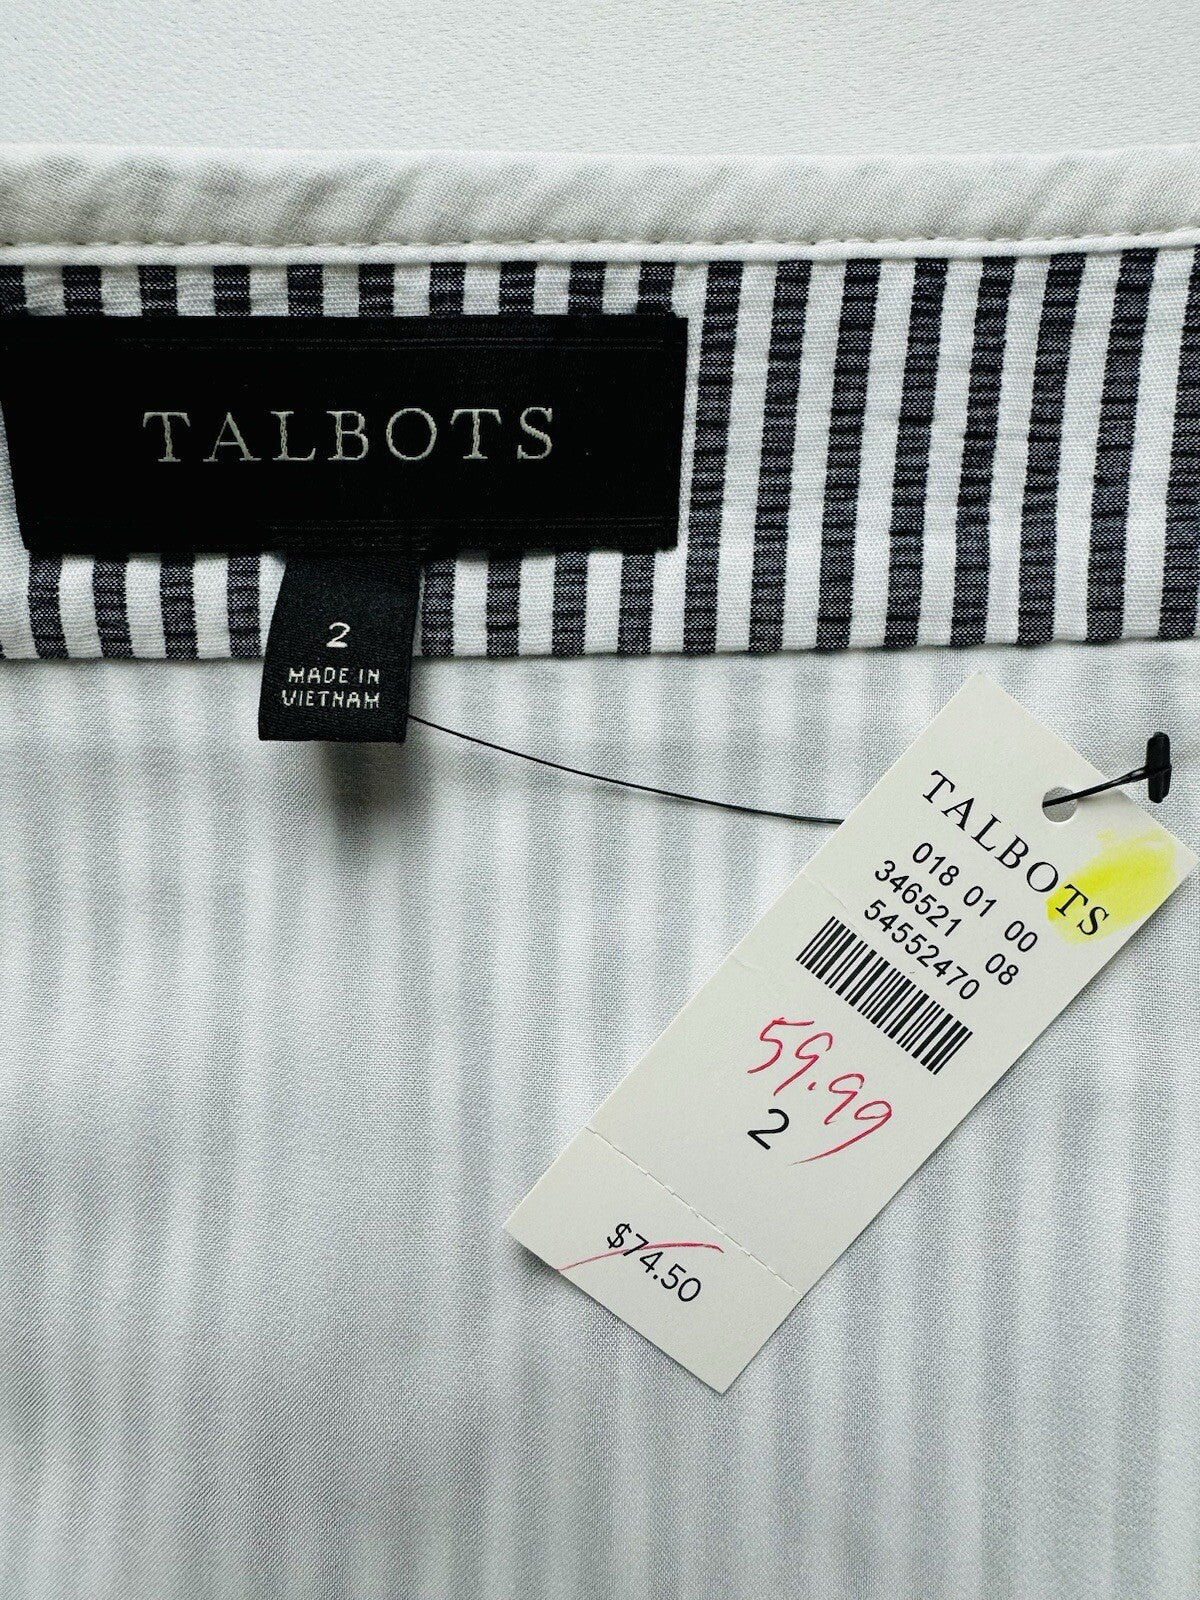 TALBOTS
2
MADE IN
VIETNAM
TALBOTS
018 01 00
346521 08
54552470
59.99
2
$74.50